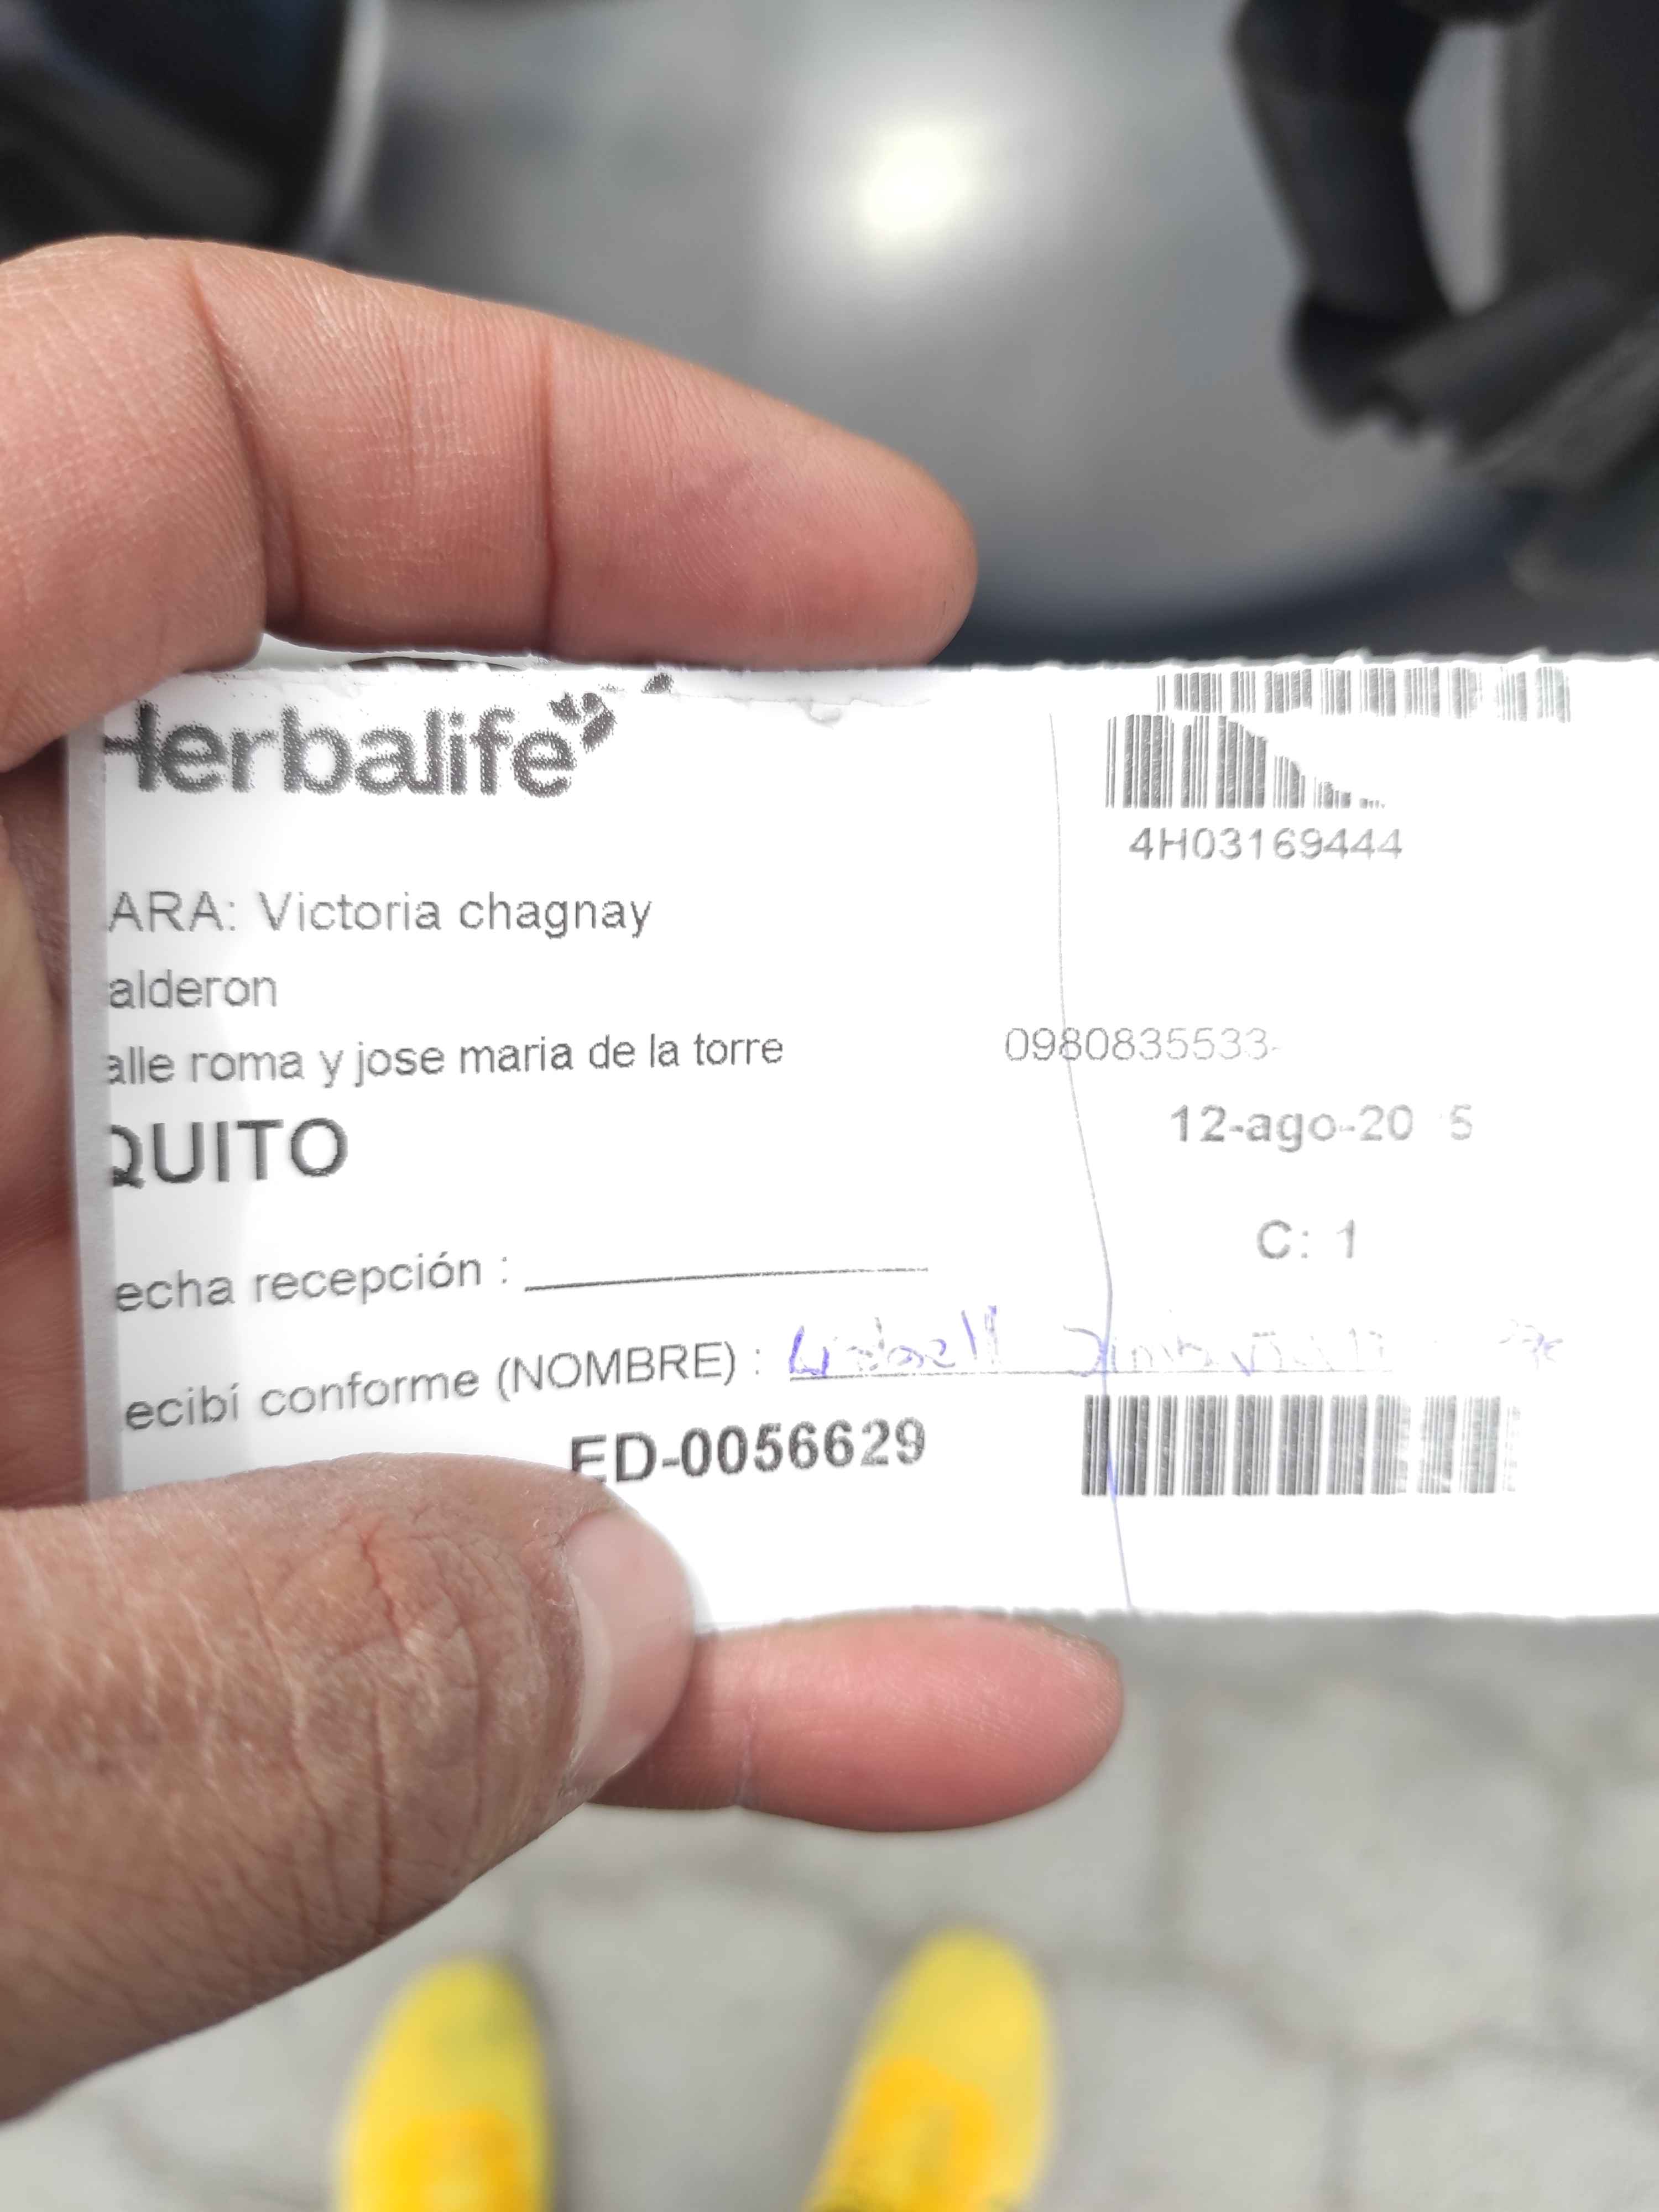 Herbalife
4H03169444
ARA: Victoria chagnay
alderon
alle roma y jose maria de la torre 0980835533-
QUITO 12-ago-20 5
C: 1
echa recepción :
ecibí conforme (NOMBRE) :
ED-0056629